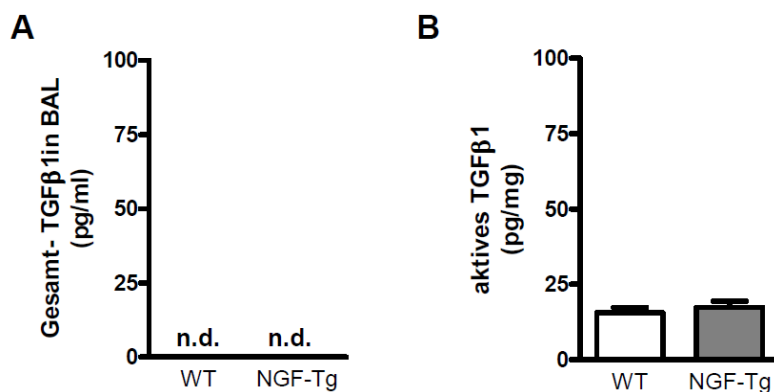 A
Gesamt- TGFβ1in BAL
(pg/ml)
100
75
50
25
0
n.d. n.d.
WT NGF-Tg
B
aktives TGFβ1
(pg/mg)
100
75
50
25
0
WT NGF-Tg